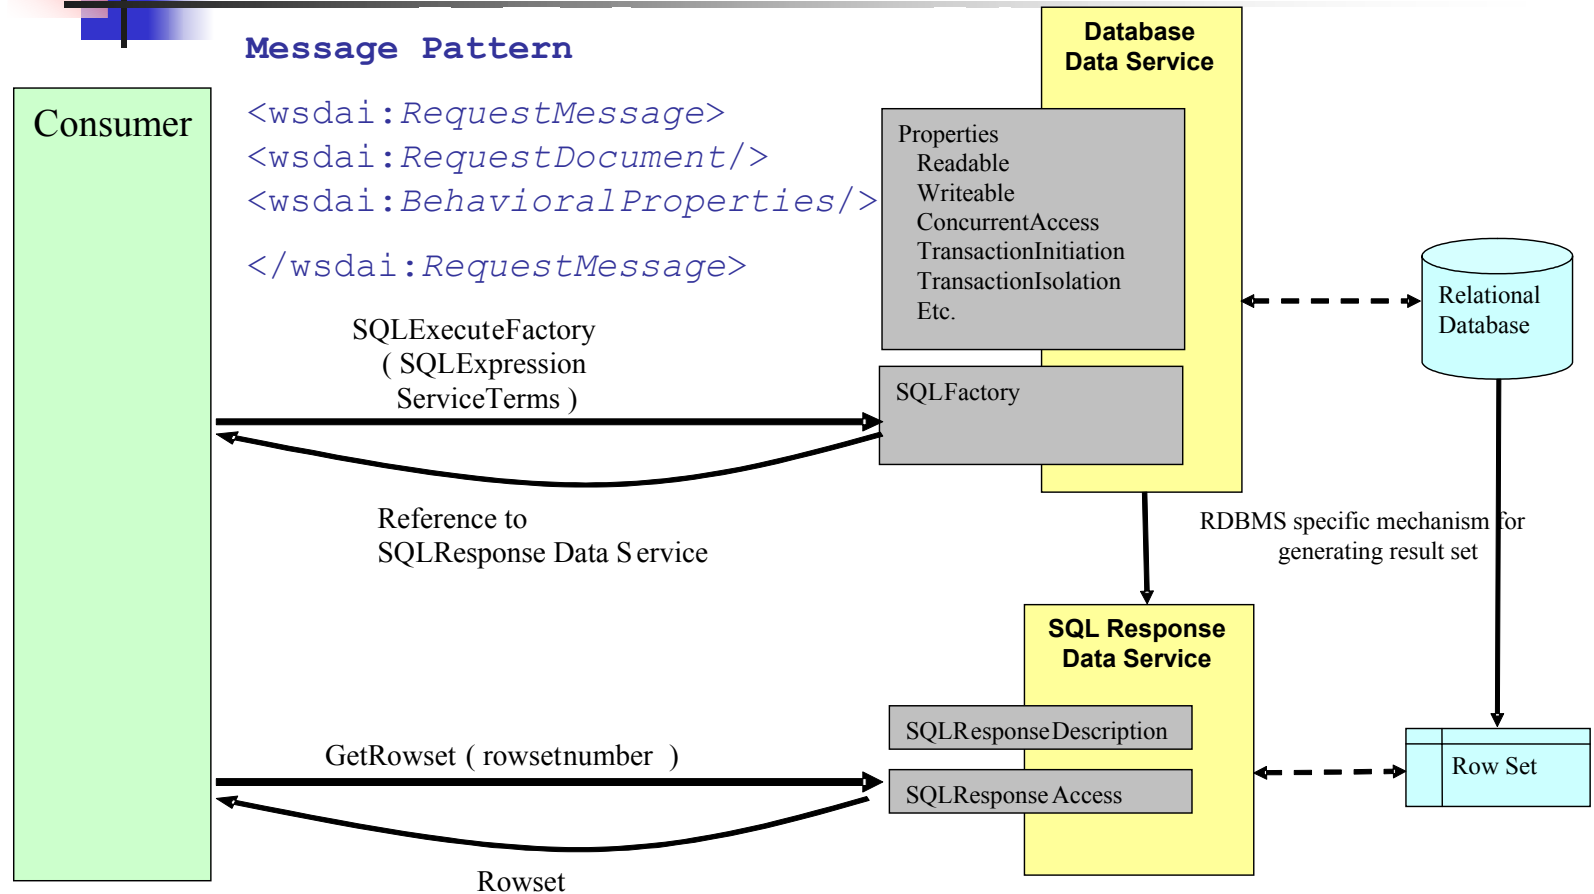 Message Pattern
<wsdai:RequestMessage>
<wsdai:RequestDocument/>
<wsdai:BehavioralProperties/>
</wsdai:RequestMessage>
Consumer
SQLExecuteFactory
( SQLExpression
ServiceTerms )
Reference to
SQLResponse Data Service
GetRowset ( rowsetnumber )
Rowset
Database
Data Service
Properties
Readable
Writeable
ConcurrentAccess
TransactionInitiation
TransactionIsolation
Etc.
SQLFactory
Relational
Database
RDBMS specific mechanism for
generating result set
SQL Response
Data Service
SQLResponseDescription
SQLResponseAccess
Row Set